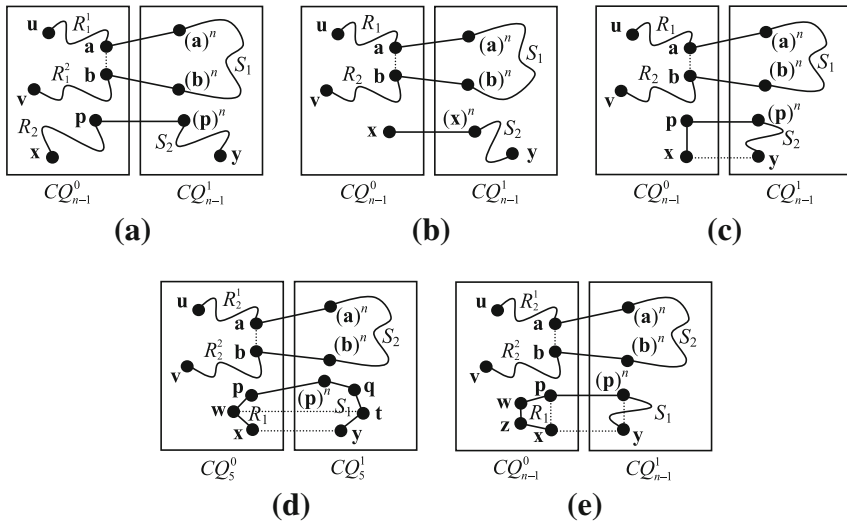 u R_1^1 a (a)^n S_1
v R_1^2 b (b)^n
R_2 p (p)^n
x S_2 y
CQ_{n-1}^0 CQ_{n-1}^1
(a)
u R_1 a (a)^n S_1
v R_2 b (b)^n
x (x)^n S_2
y
CQ_{n-1}^0 CQ_{n-1}^1
(b)
u R_1 a (a)^n S_1
v R_2 b (b)^n
p (p)^n
x S_2 y
CQ_{n-1}^0 CQ_{n-1}^1
(c)
u R_2^1 a (a)^n S_2
v R_2^2 b (b)^n
p (p)^n q
w R_1 S_1 t
x y
CQ_5^0 CQ_5^1
(d)
u R_2^1 a (a)^n S_2
v R_2^2 b (b)^n
w p (p)^n
z R_1 S_1
x y
CQ_{n-1}^0 CQ_{n-1}^1
(e)